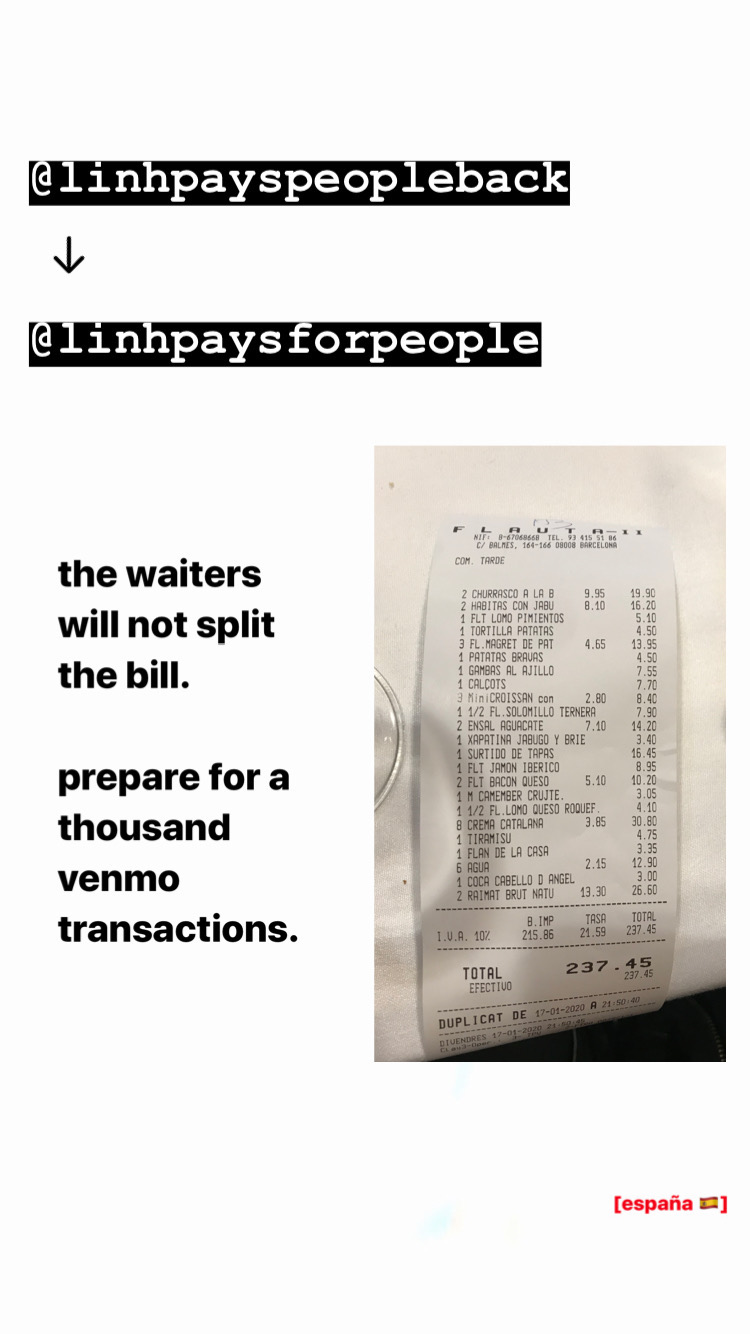 @linhpayspeopleback
↓
@linhpaysforpeople
the waiters
will not split
the bill.
prepare for a
thousand
venmo
transactions.
F L A U T A-II
NIF: B-67068668 TEL. 93 415 51 86
C/ BALMES, 164-166 08008 BARCELONA
COM. TARDE
2 CHURRASCO A LA B 9.95 19.90
2 HABITAS CON JABU 8.10 16.20
1 FLT LOMO PIMIENTOS 5.10
1 TORTILLA PATATAS 4.50
3 FL.MAGRET DE PAT 4.65 13.95
1 PATATAS BRAVAS 4.50
1 GAMBAS AL AJILLO 7.55
1 CALÇOTS 7.70
3 MiniCROISSAN con 2.80 8.40
1 1/2 FL.SOLOMILLO TERNERA 7.90
2 ENSAL AGUACATE 7.10 14.20
1 XAPATINA JABUGO Y BRIE 3.40
1 SURTIDO DE TAPAS 16.45
1 FLT JAMON IBERICO 8.95
2 FLT BACON QUESO 5.10 10.20
1 M CAMEMBER CRUJTE. 3.05
1 1/2 FL.LOMO QUESO ROQUEF. 4.10
8 CREMA CATALANA 3.85 30.80
1 TIRAMISU 4.75
1 FLAN DE LA CASA 3.35
6 AGUA 2.15 12.90
1 COCA CABELLO D ANGEL 3.00
2 RAIMAT BRUT NATU 13.30 26.60
B.IMP TASA TOTAL
I.V.A. 10% 215.86 21.59 237.45
TOTAL 237.45
EFECTIVO 237.45
DUPLICAT DE 17-01-2020 A 21:50:40
DIVENDRES 17-01-2020
[españa 🇪🇸]